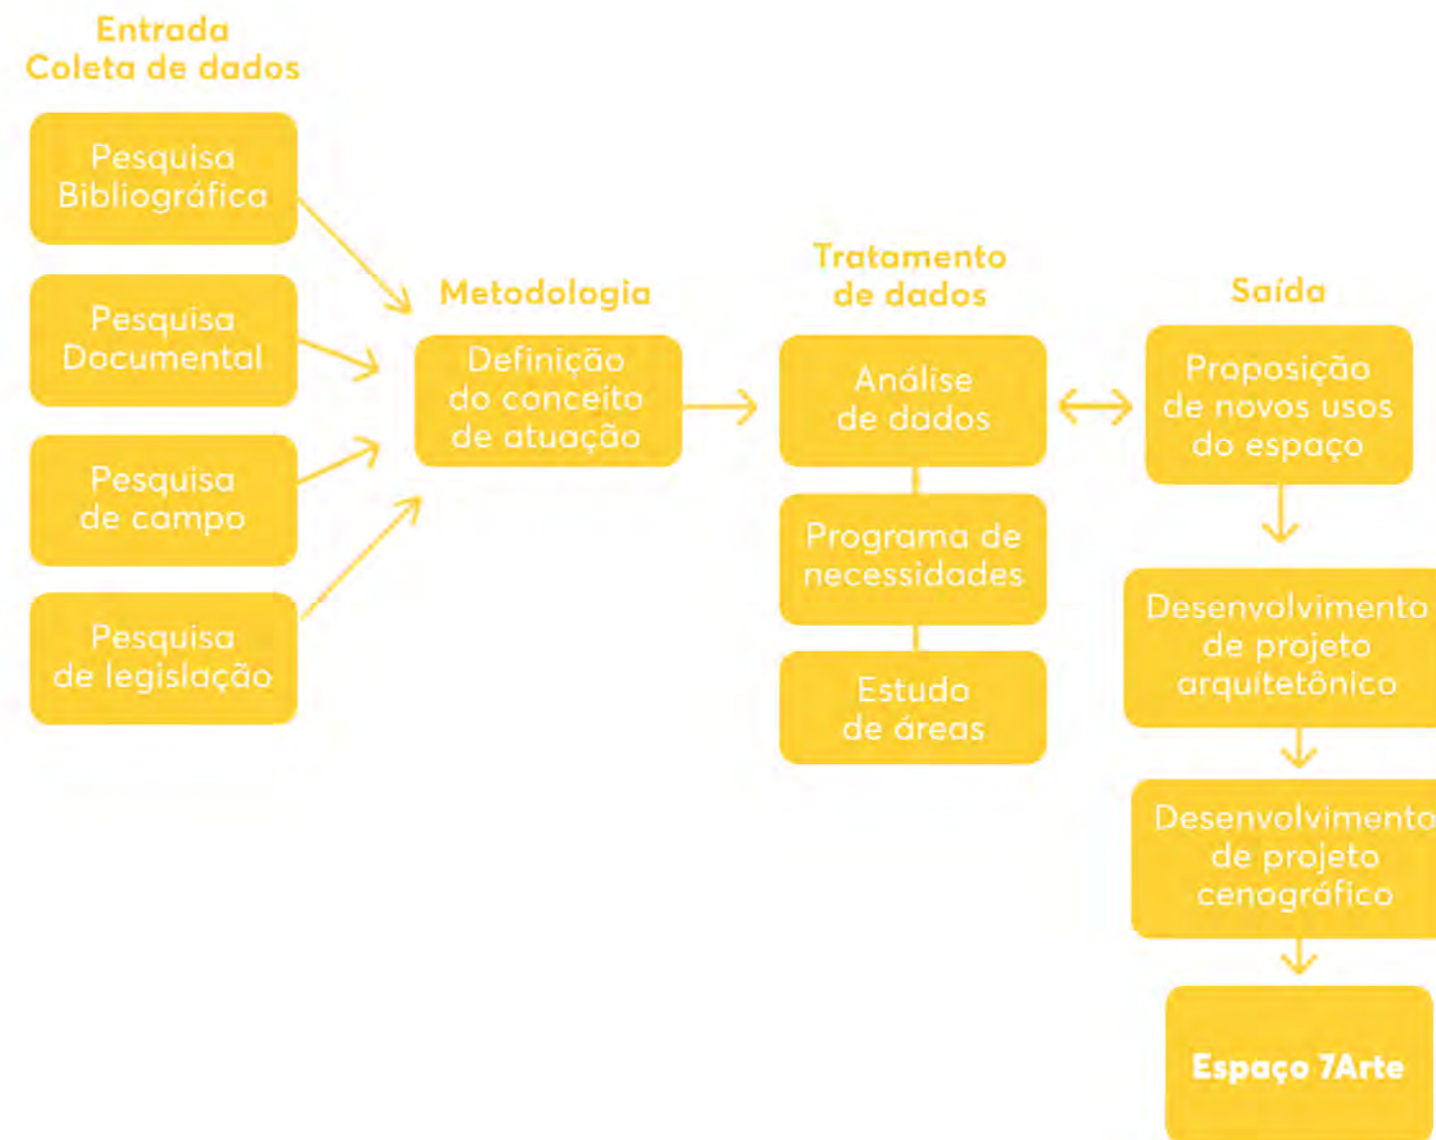 Entrada
Coleta de dados
Pesquisa
Bibliográfica
Pesquisa
Documental
Pesquisa
de campo
Pesquisa
de legislação
Metodologia
Definição
do conceito
de atuação
Tratamento
de dados
Análise
de dados
Programa de
necessidades
Estudo
de áreas
Saída
Proposição
de novos usos
do espaço
Desenvolvimento
de projeto
arquitetônico
Desenvolvimento
de projeto
cenográfico
Espaço 7Arte